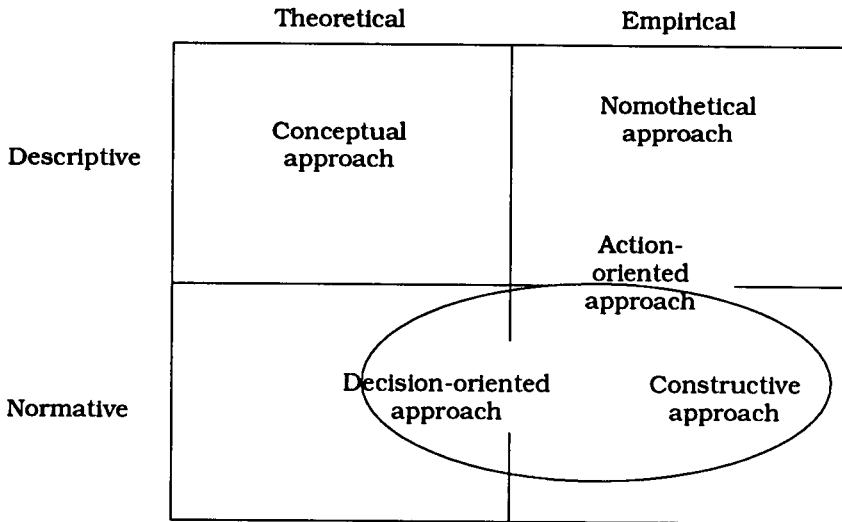 Theoretical
Empirical
Descriptive
Conceptual
approach
Nomothetical
approach
Action-
oriented
approach
Normative
Decision-oriented
approach
Constructive
approach